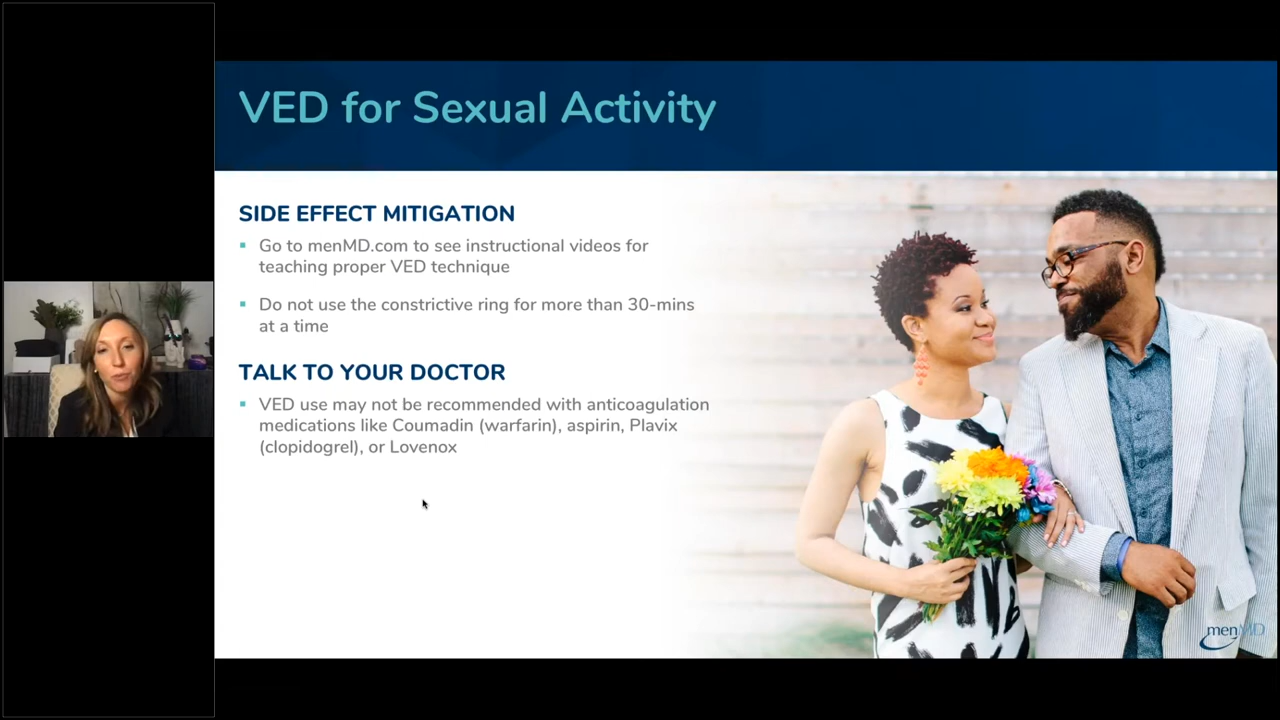 VED for Sexual Activity
SIDE EFFECT MITIGATION
Go to menMD.com to see instructional videos for
teaching proper VED technique
Do not use the constrictive ring for more than 30-mins
at a time
TALK TO YOUR DOCTOR
VED use may not be recommended with anticoagulation
medications like Coumadin (warfarin), aspirin, Plavix
(clopidogrel), or Lovenox
menMD